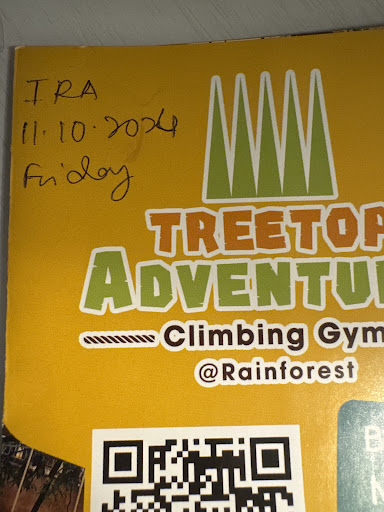 IRA
11.10.2024
Friday
TREETOP
ADVENTU
Climbing Gym
@Rainforest
B